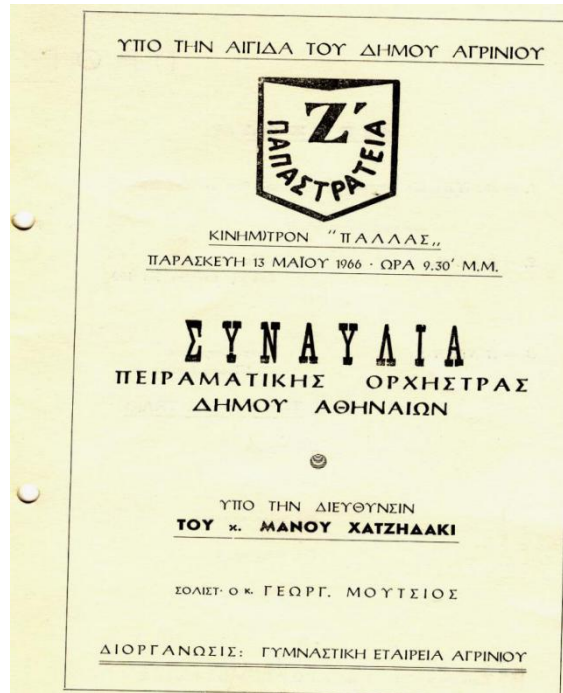 ΥΠΟ ΤΗΝ ΑΙΓΙΔΑ ΤΟΥ ΔΗΜΟΥ ΑΓΡΙΝΙΟΥ
Ζ'
ΠΑΠΑΣΤΡΑΤΕΙΑ
ΚΙΝΗΜ)ΤΡΟΝ "ΠΑΛΛΑΣ„
ΠΑΡΑΣΚΕΥΗ 13 ΜΑΪΟΥ 1966 · ΩΡΑ 9.30' Μ.Μ.
ΣΥΝΑΥΛΙΑ
ΠΕΙΡΑΜΑΤΙΚΗΣ ΟΡΧΗΣΤΡΑΣ
ΔΗΜΟΥ ΑΘΗΝΑΙΩΝ
ΥΠΟ ΤΗΝ ΔΙΕΥΘΥΝΣΙΝ
ΤΟΥ κ. ΜΑΝΟΥ ΧΑΤΖΗΔΑΚΙ
ΣΟΛΙΣΤ· Ο κ. ΓΕΩΡΓ. ΜΟΥΤΣΙΟΣ
ΔΙΟΡΓΑΝΩΣΙΣ: ΓΥΜΝΑΣΤΙΚΗ ΕΤΑΙΡΕΙΑ ΑΓΡΙΝΙΟΥ